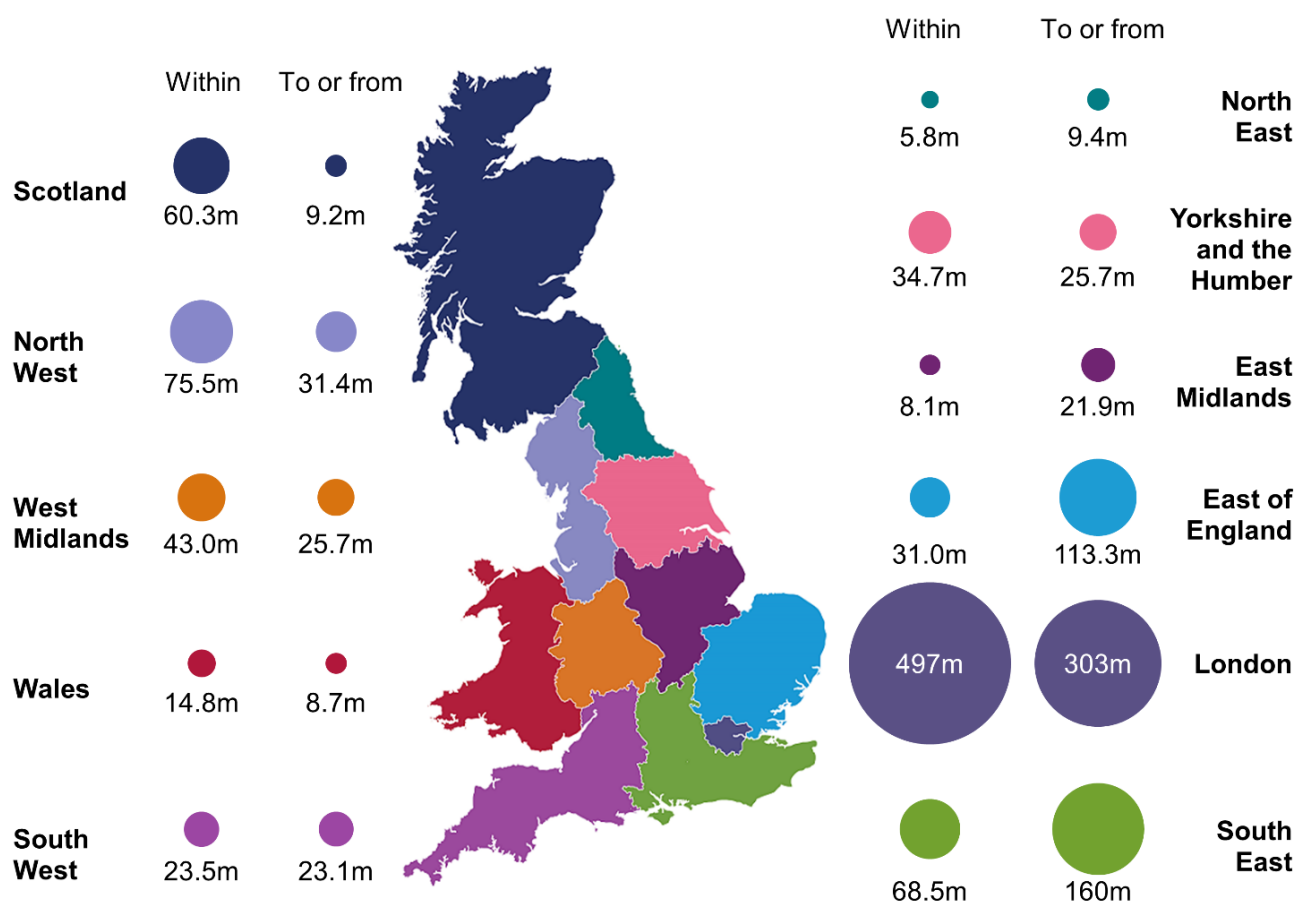 Within To or from
Scotland
60.3m 9.2m
North
West
75.5m 31.4m
West
Midlands
43.0m 25.7m
Wales
14.8m 8.7m
South
West
23.5m 23.1m
Within To or from
North
East
5.8m 9.4m
Yorkshire
and the
Humber
34.7m 25.7m
East
Midlands
8.1m 21.9m
East of
England
31.0m 113.3m
497m 303m London
South
East
68.5m 160m